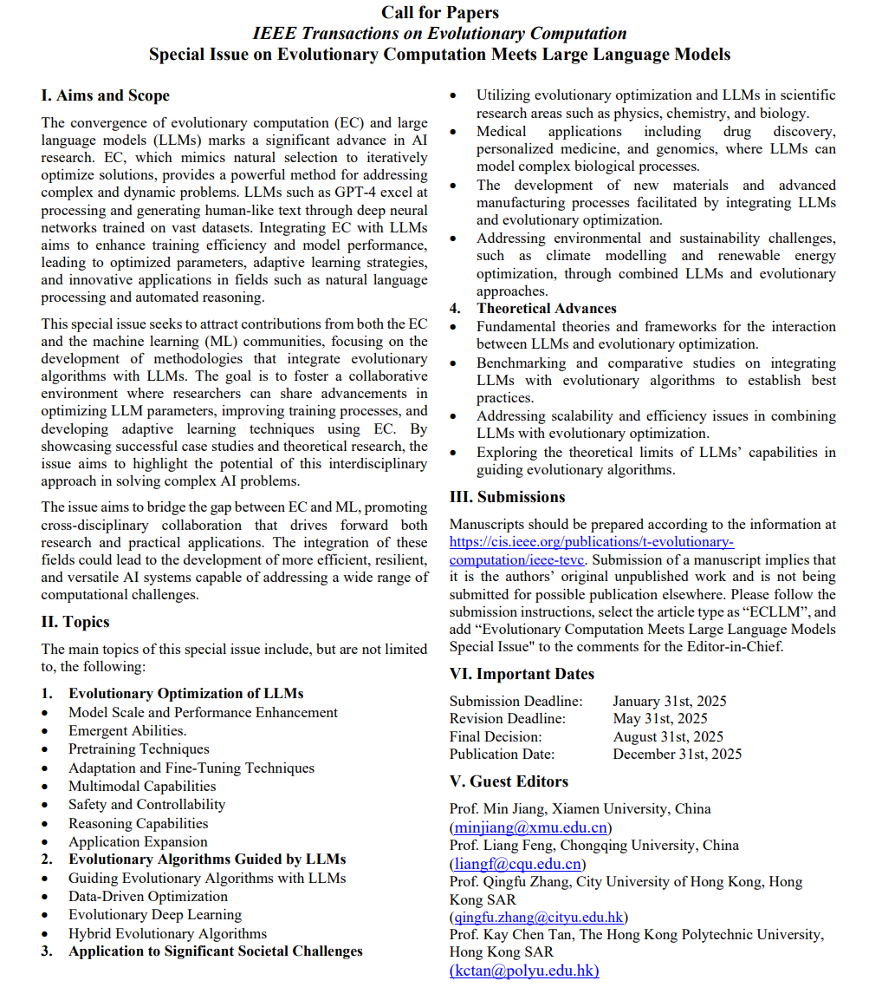 Call for Papers
IEEE Transactions on Evolutionary Computation
Special Issue on Evolutionary Computation Meets Large Language Models
I. Aims and Scope
The convergence of evolutionary computation (EC) and large
language models (LLMs) marks a significant advance in AI
research. EC, which mimics natural selection to iteratively
optimize solutions, provides a powerful method for addressing
complex and dynamic problems. LLMs such as GPT-4 excel at
processing and generating human-like text through deep neural
networks trained on vast datasets. Integrating EC with LLMs
aims to enhance training efficiency and model performance,
leading to optimized parameters, adaptive learning strategies,
and innovative applications in fields such as natural language
processing and automated reasoning.
This special issue seeks to attract contributions from both the EC
and the machine learning (ML) communities, focusing on the
development of methodologies that integrate evolutionary
algorithms with LLMs. The goal is to foster a collaborative
environment where researchers can share advancements in
optimizing LLM parameters, improving training processes, and
developing adaptive learning techniques using EC. By
showcasing successful case studies and theoretical research, the
issue aims to highlight the potential of this interdisciplinary
approach in solving complex AI problems.
The issue aims to bridge the gap between EC and ML, promoting
cross-disciplinary collaboration that drives forward both
research and practical applications. The integration of these
fields could lead to the development of more efficient, resilient,
and versatile AI systems capable of addressing a wide range of
computational challenges.
II. Topics
The main topics of this special issue include, but are not limited
to, the following:
1. Evolutionary Optimization of LLMs
• Model Scale and Performance Enhancement
• Emergent Abilities.
• Pretraining Techniques
• Adaptation and Fine-Tuning Techniques
• Multimodal Capabilities
• Safety and Controllability
• Reasoning Capabilities
• Application Expansion
2. Evolutionary Algorithms Guided by LLMs
• Guiding Evolutionary Algorithms with LLMs
• Data-Driven Optimization
• Evolutionary Deep Learning
• Hybrid Evolutionary Algorithms
3. Application to Significant Societal Challenges
• Utilizing evolutionary optimization and LLMs in scientific
research areas such as physics, chemistry, and biology.
• Medical applications including drug discovery,
personalized medicine, and genomics, where LLMs can
model complex biological processes.
• The development of new materials and advanced
manufacturing processes facilitated by integrating LLMs
and evolutionary optimization.
• Addressing environmental and sustainability challenges,
such as climate modelling and renewable energy
optimization, through combined LLMs and evolutionary
approaches.
4. Theoretical Advances
• Fundamental theories and frameworks for the interaction
between LLMs and evolutionary optimization.
• Benchmarking and comparative studies on integrating
LLMs with evolutionary algorithms to establish best
practices.
• Addressing scalability and efficiency issues in combining
LLMs with evolutionary optimization.
• Exploring the theoretical limits of LLMs' capabilities in
guiding evolutionary algorithms.
III. Submissions
Manuscripts should be prepared according to the information at
https://cis.ieee.org/publications/t-evolutionary-
computation/ieee-tevc. Submission of a manuscript implies that
it is the authors' original unpublished work and is not being
submitted for possible publication elsewhere. Please follow the
submission instructions, select the article type as "ECLLM", and
add "Evolutionary Computation Meets Large Language Models
Special Issue" to the comments for the Editor-in-Chief.
VI. Important Dates
Submission Deadline: January 31st, 2025
Revision Deadline: May 31st, 2025
Final Decision: August 31st, 2025
Publication Date: December 31st, 2025
V. Guest Editors
Prof. Min Jiang, Xiamen University, China
(minjiang@xmu.edu.cn)
Prof. Liang Feng, Chongqing University, China
(liangf@cqu.edu.cn)
Prof. Qingfu Zhang, City University of Hong Kong, Hong
Kong SAR
(qingfu.zhang@cityu.edu.hk)
Prof. Kay Chen Tan, The Hong Kong Polytechnic University,
Hong Kong SAR
(kctan@polyu.edu.hk)